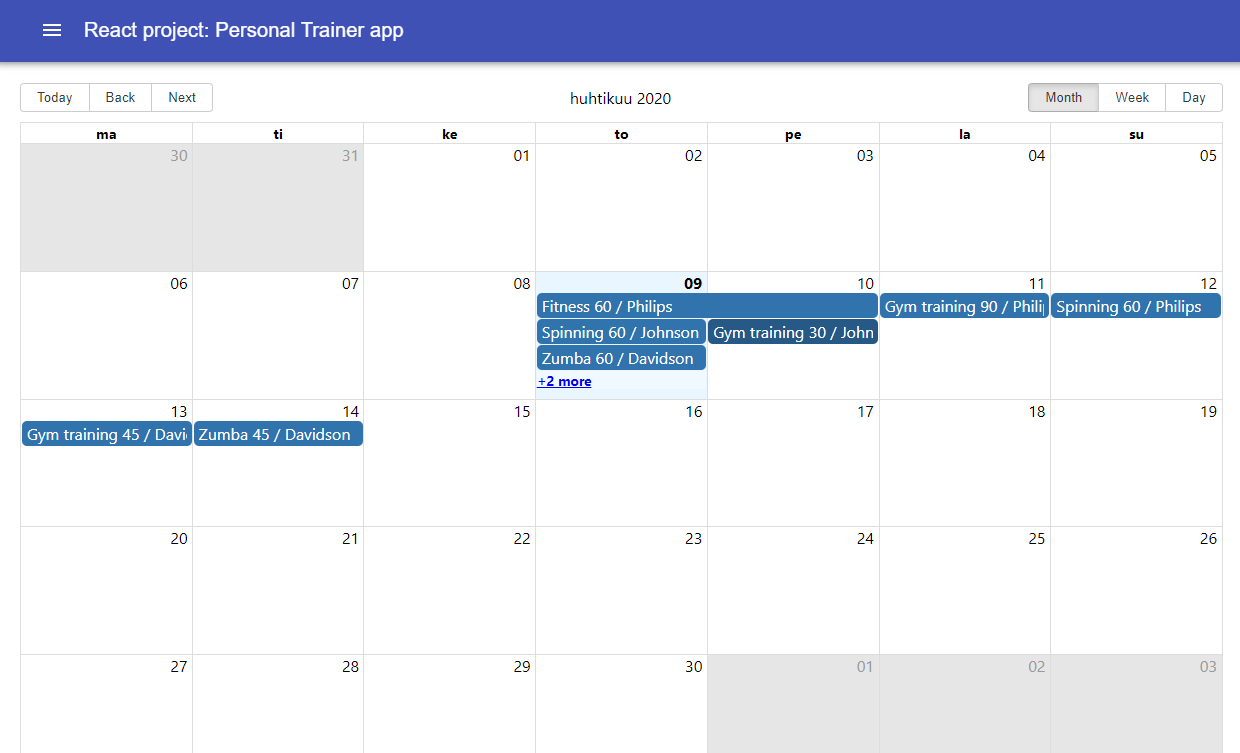 React project: Personal Trainer app
Today Back Next huhtikuu 2020 Month Week Day
ma ti ke to pe la su
30 31 01 02 03 04 05
06 07 08 09 10 11 12
Fitness 60 / Philips Gym training 90 / Phili Spinning 60 / Philips
Spinning 60 / Johnson Gym training 30 / John
Zumba 60 / Davidson
+2 more
13 14 15 16 17 18 19
Gym training 45 / Davi Zumba 45 / Davidson
20 21 22 23 24 25 26
27 28 29 30 01 02 03